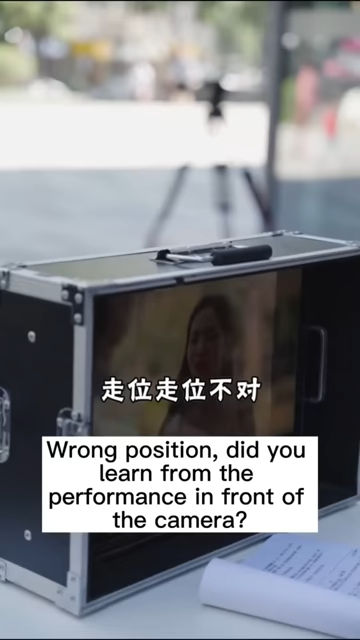 走位走位不对
Wrong position, did you
learn from the
performance in front of
the camera?